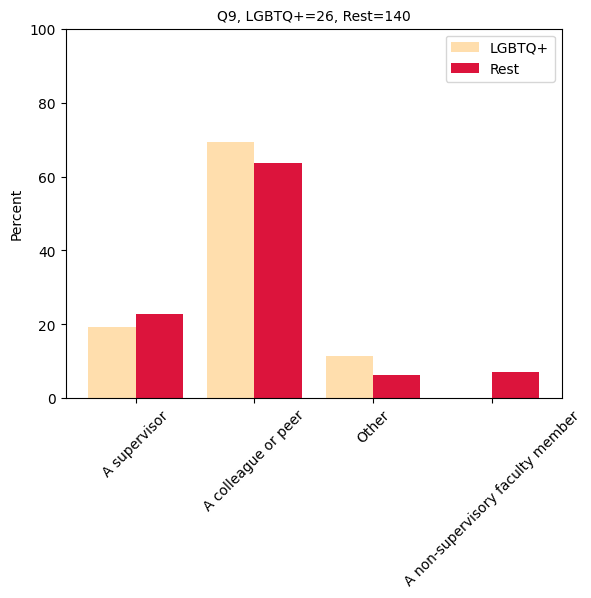 Q9, LGBTQ+=26, Rest=140
LGBTQ+
Rest
Percent
100
80
60
40
20
0
A supervisor
A colleague or peer
Other
A non-supervisory faculty member